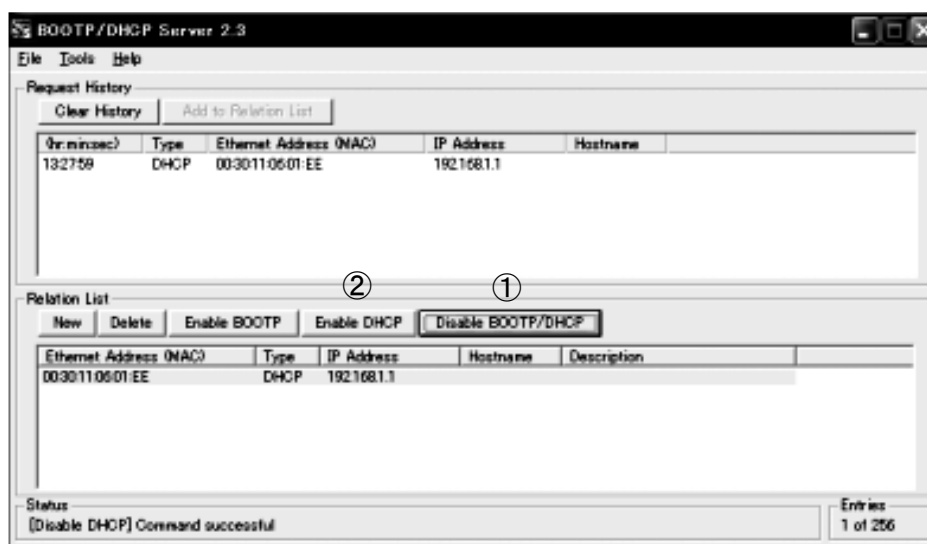 BOOTP/DHCP Server 2.3
File Tools Help
Request History
Clear History Add to Relation List
(hr:min:sec) Type Ethernet Address (MAC) IP Address Hostname
13:27:59 DHCP 00:30:11:06:01:EE 192.168.1.1
② ①
Relation List
New Delete Enable BOOTP Enable DHCP Disable BOOTP/DHCP
Ethernet Address (MAC) Type IP Address Hostname Description
00:30:11:06:01:EE DHCP 192.168.1.1
Status Entries
[Disable DHCP] Command successful 1 of 256